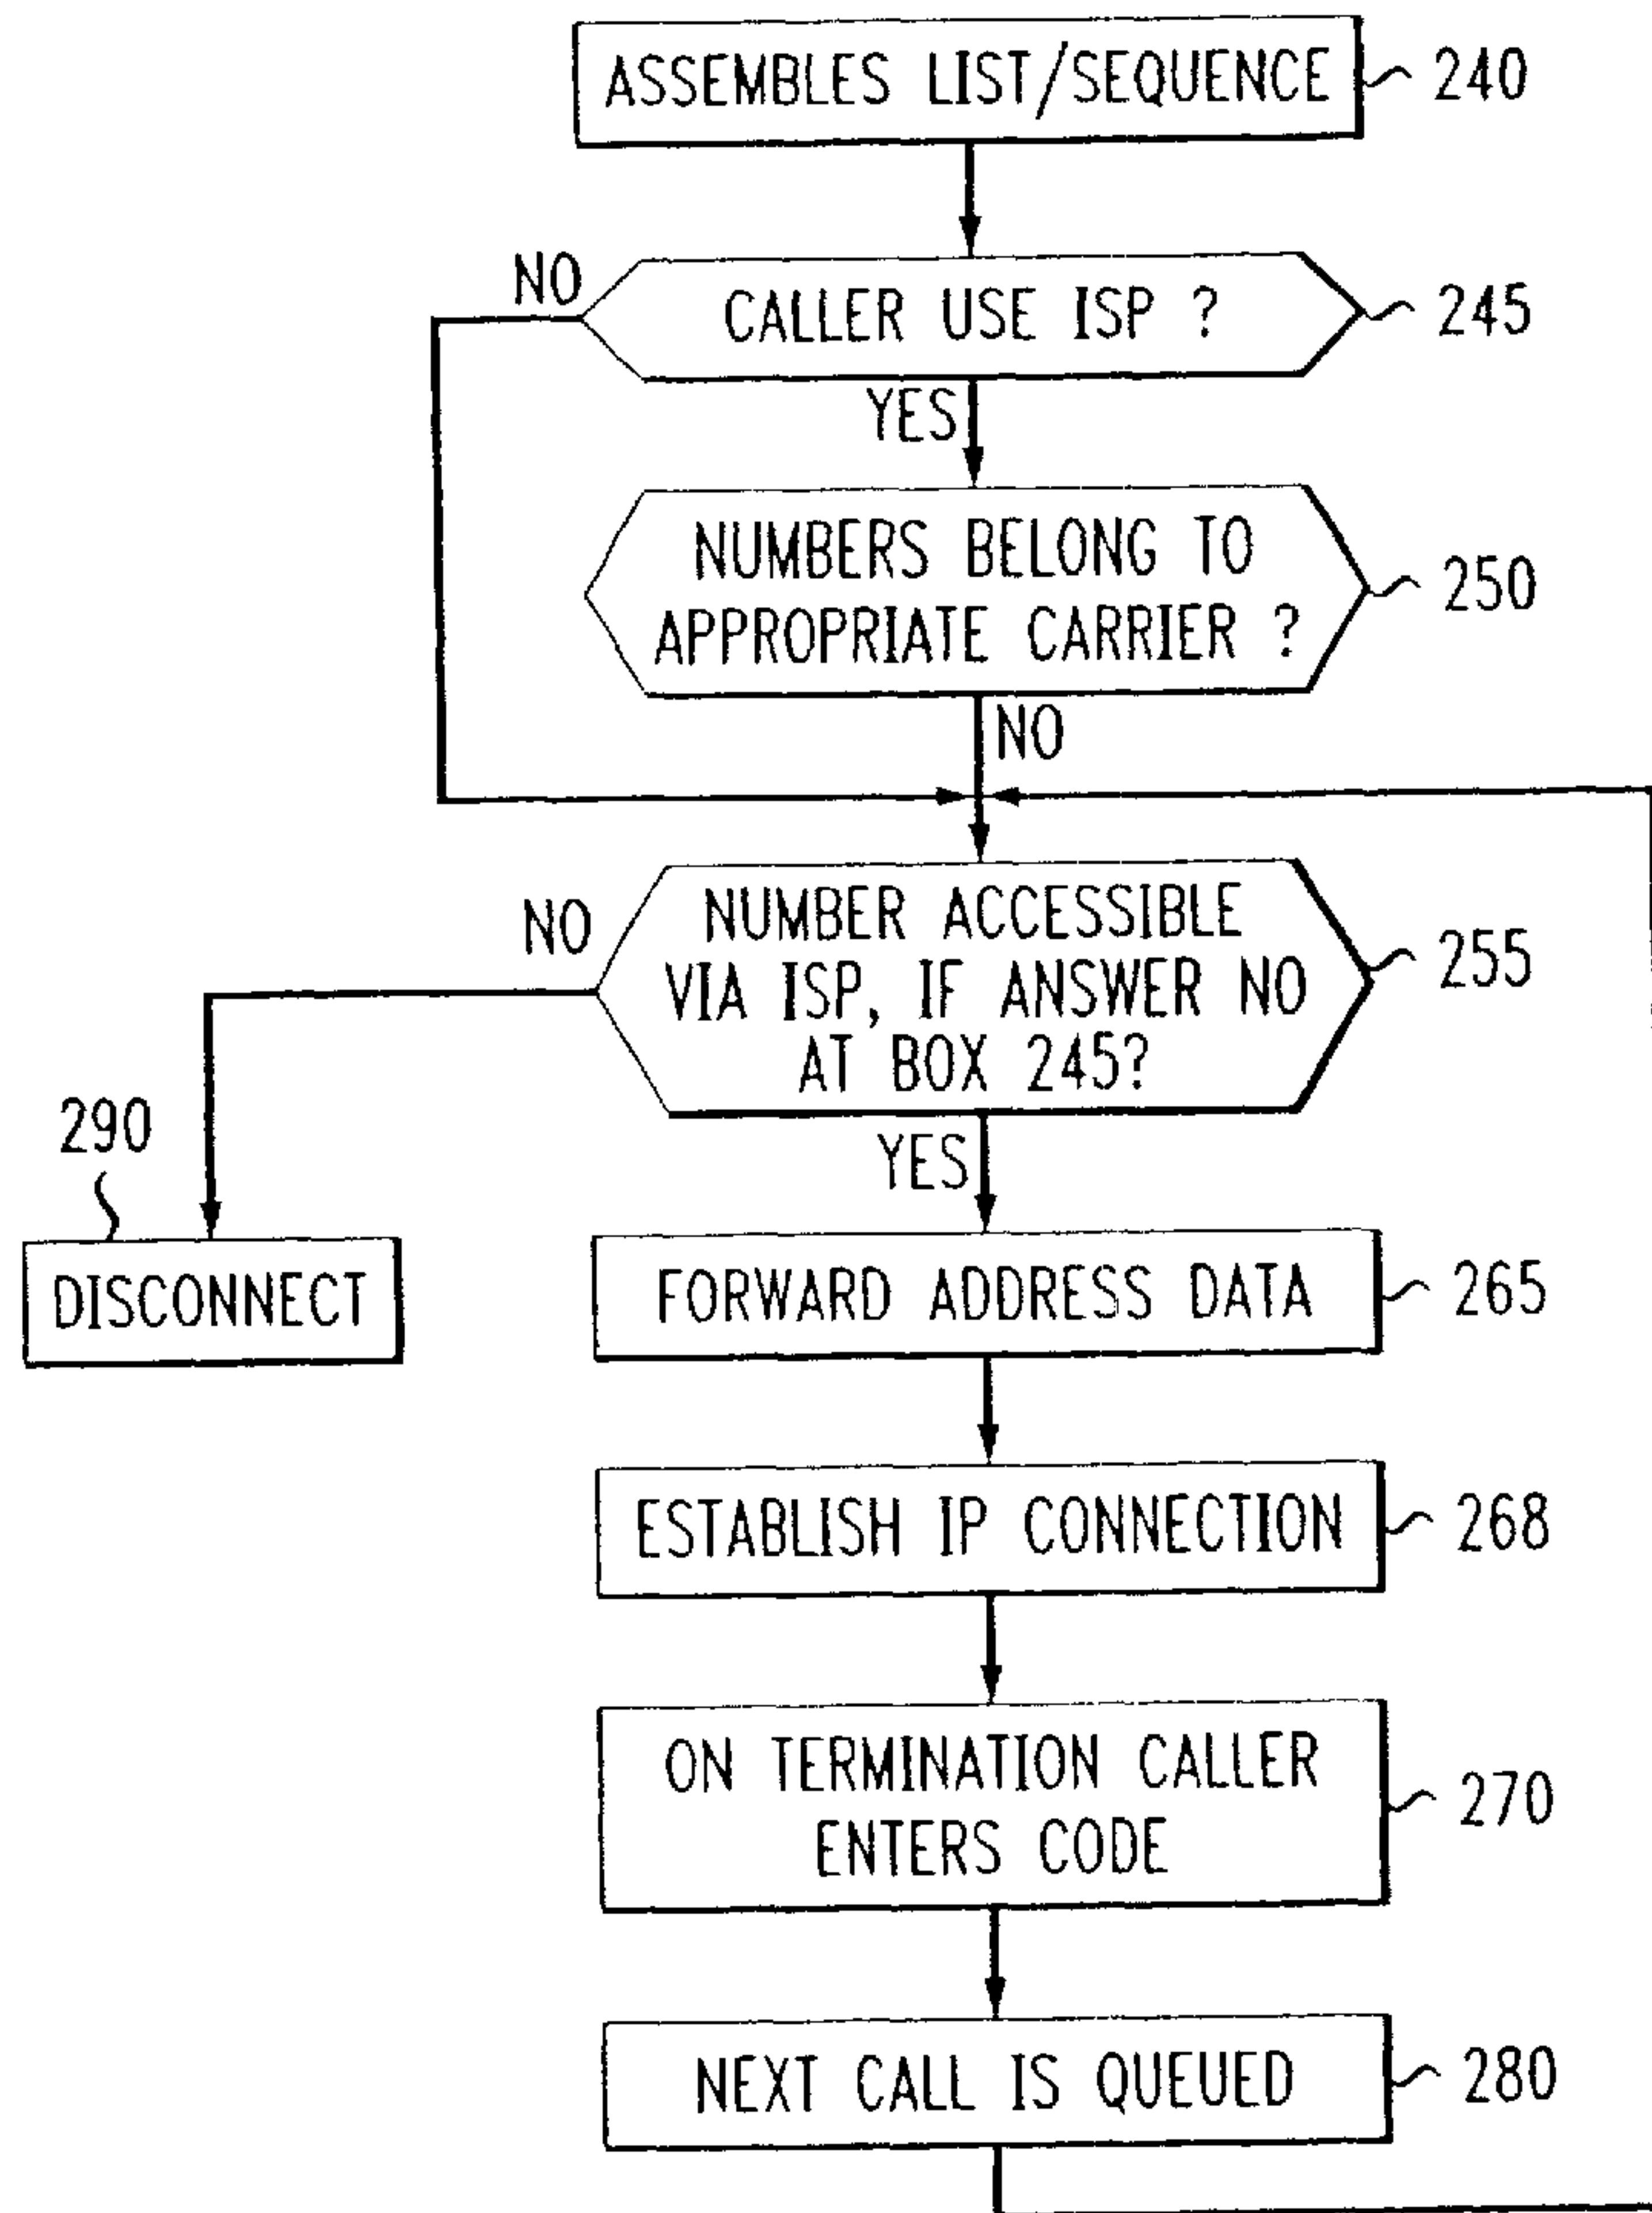 ASSEMBLES LIST/SEQUENCE
240
NO
CALLER USE ISP ?
245
YES
NUMBERS BELONG TO
APPROPRIATE CARRIER ?
250
NO
NO
NUMBER ACCESSIBLE
VIA ISP, IF ANSWER NO
AT BOX 245?
255
YES
290
DISCONNECT
FORWARD ADDRESS DATA
265
ESTABLISH IP CONNECTION
268
ON TERMINATION CALLER
ENTERS CODE
270
NEXT CALL IS QUEUED
280